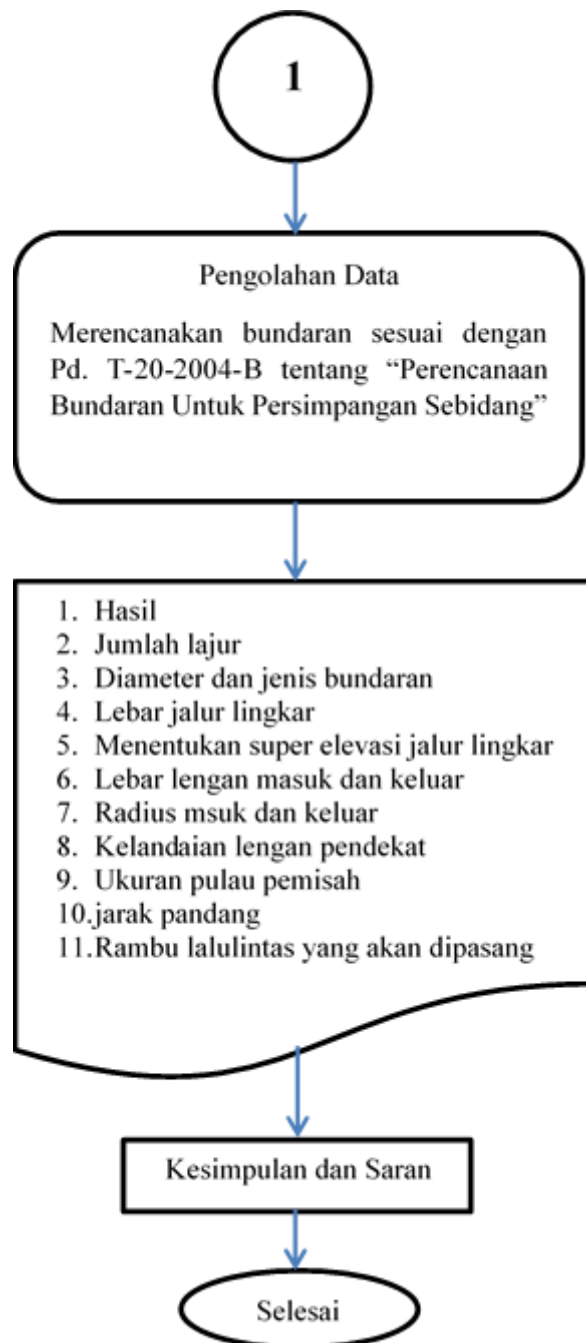 1
Pengolahan Data
Merencanakan bundaran sesuai dengan
Pd. T-20-2004-B tentang “Perencanaan
Bundaran Untuk Persimpangan Sebidang”
1. Hasil
2. Jumlah lajur
3. Diameter dan jenis bundaran
4. Lebar jalur lingkar
5. Menentukan super elevasi jalur lingkar
6. Lebar lengan masuk dan keluar
7. Radius msuk dan keluar
8. Kelandaian lengan pendekat
9. Ukuran pulau pemisah
10.jarak pandang
11.Rambu lalulintas yang akan dipasang
Kesimpulan dan Saran
Selesai